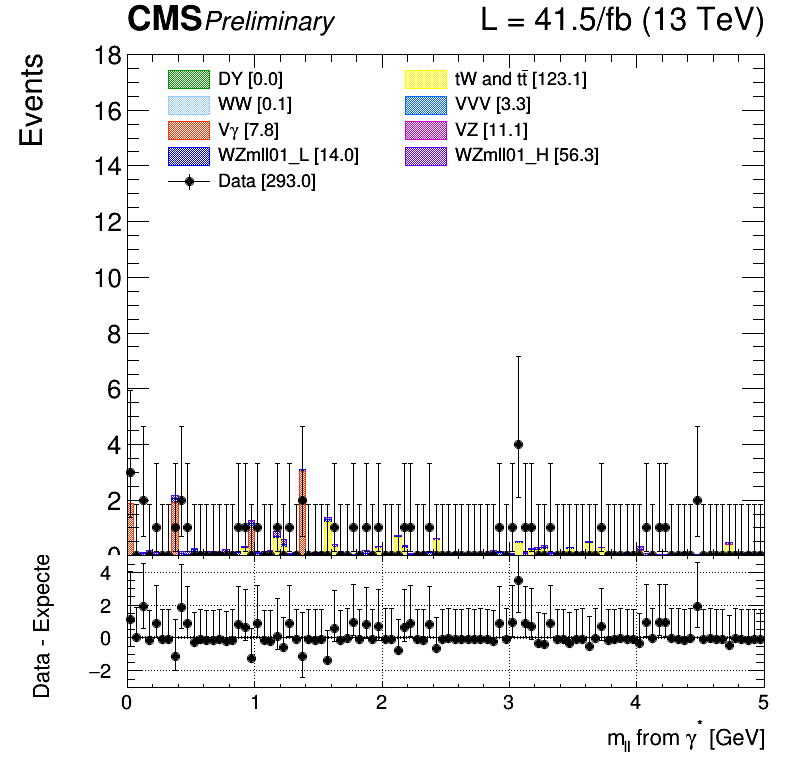 CMS Preliminary L = 41.5/fb (13 TeV)
Events
18
16
14
12
10
8
6
4
2
0
DY [0.0]
WW [0.1]
Vγ [7.8]
WZmll01_L [14.0]
Data [293.0]
tW and tt̄ [123.1]
VVV [3.3]
VZ [11.1]
WZmll01_H [56.3]
Data - Expecte
4
2
0
−2
0 1 2 3 4 5
m_ll from γ* [GeV]